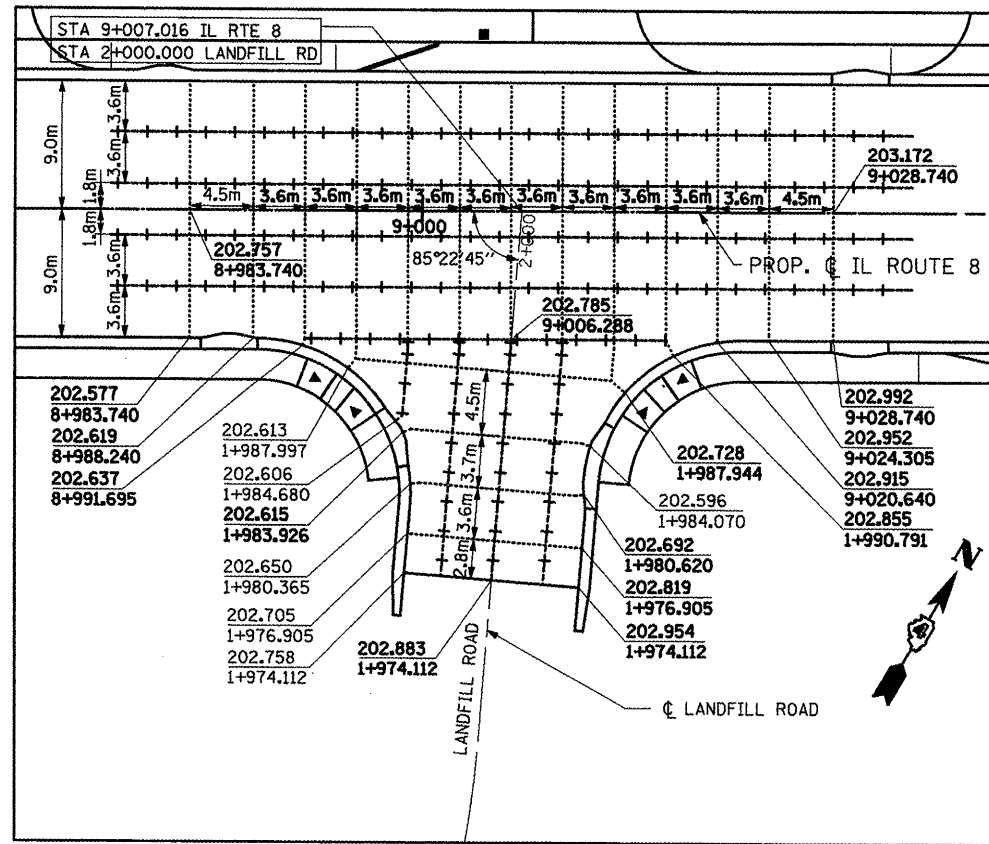 STA 9+007.016 IL RTE 8
STA 2+000.000 LANDFILL RD
9.0m
3.6m
3.6m
1.8m
4.5m
3.6m
3.6m
3.6m
3.6m
3.6m
3.6m
3.6m
3.6m
3.6m
3.6m
4.5m
203.172
9+028.740
9+000
2+000
85°22'45"
202.757
8+983.740
PROP. ℄ IL ROUTE 8
1.8m
3.6m
3.6m
9.0m
202.785
9+006.288
202.577
8+983.740
202.619
8+988.240
202.637
8+991.695
202.613
1+987.997
202.606
1+984.680
202.615
1+983.926
202.650
1+980.365
202.705
1+976.905
202.758
1+974.112
4.5m
3.7m
3.6m
2.8m
202.883
1+974.112
202.728
1+987.944
202.596
1+984.070
202.692
1+980.620
202.819
1+976.905
202.954
1+974.112
202.992
9+028.740
202.952
9+024.305
202.915
9+020.640
202.855
1+990.791
N
LANDFILL ROAD
℄ LANDFILL ROAD